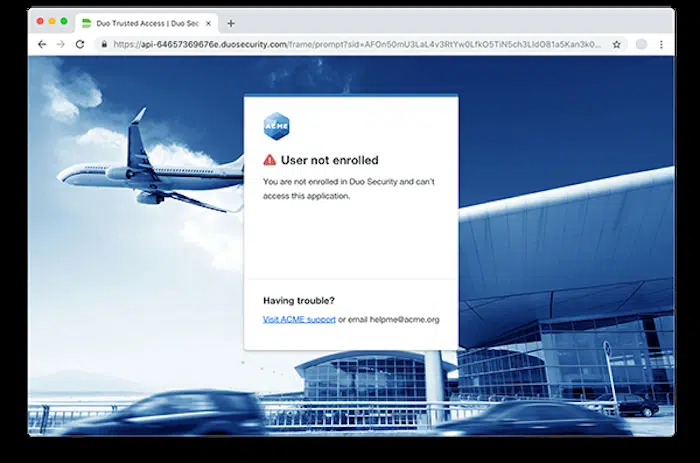 Duo Trusted Access | Duo Sec
https://api-64657369676e.duosecurity.com/frame/prompt?sid=
ACME
User not enrolled
You are not enrolled in Duo Security and can't
access this application.
Having trouble?
Visit ACME support or email helpme@acme.org